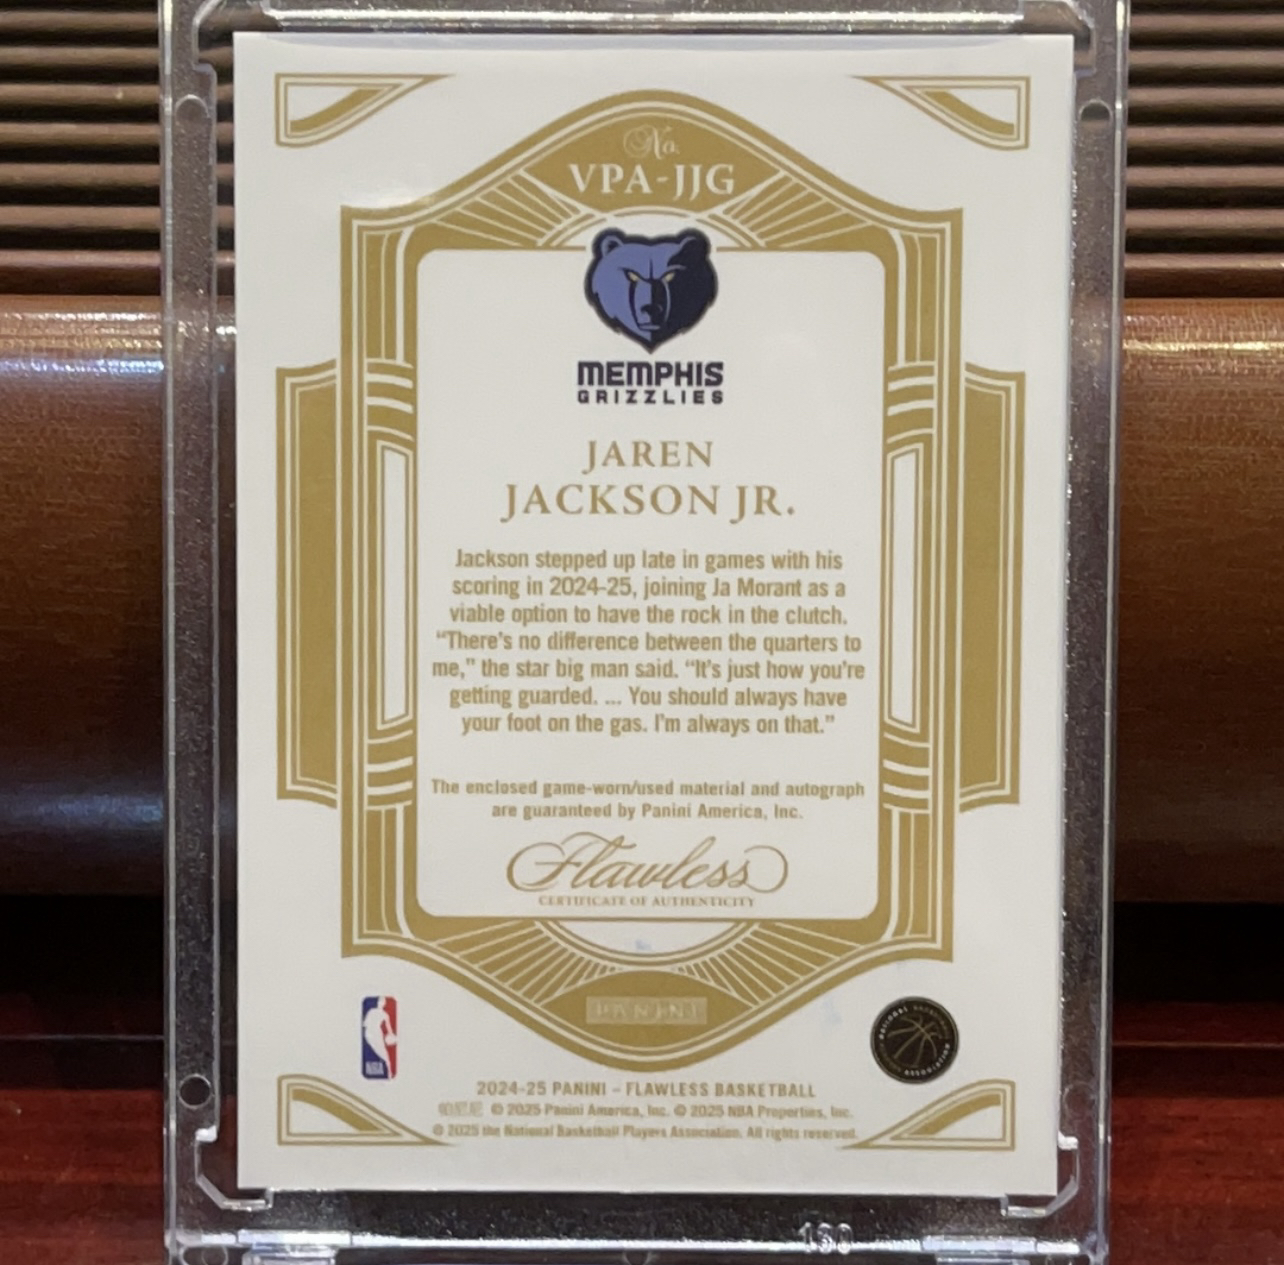 No.
VPA-JJG
MEMPHIS
GRIZZLIES
JAREN
JACKSON JR.
Jackson stepped up late in games with his
scoring in 2024-25, joining Ja Morant as a
viable option to have the rock in the clutch.
“There's no difference between the quarters to
me,” the star big man said. “It's just how you're
getting guarded. ... You should always have
your foot on the gas. I'm always on that.”
The enclosed game-worn/used material and autograph
are guaranteed by Panini America, Inc.
Flawless
CERTIFICATE OF AUTHENTICITY
PANINI
NBA
NATIONAL BASKETBALL
ASSOCIATION
2024-25 PANINI – FLAWLESS BASKETBALL
© 2025 Panini America, Inc. © 2025 NBA Properties, Inc.
© 2025 the National Basketball Players Association. All rights reserved.